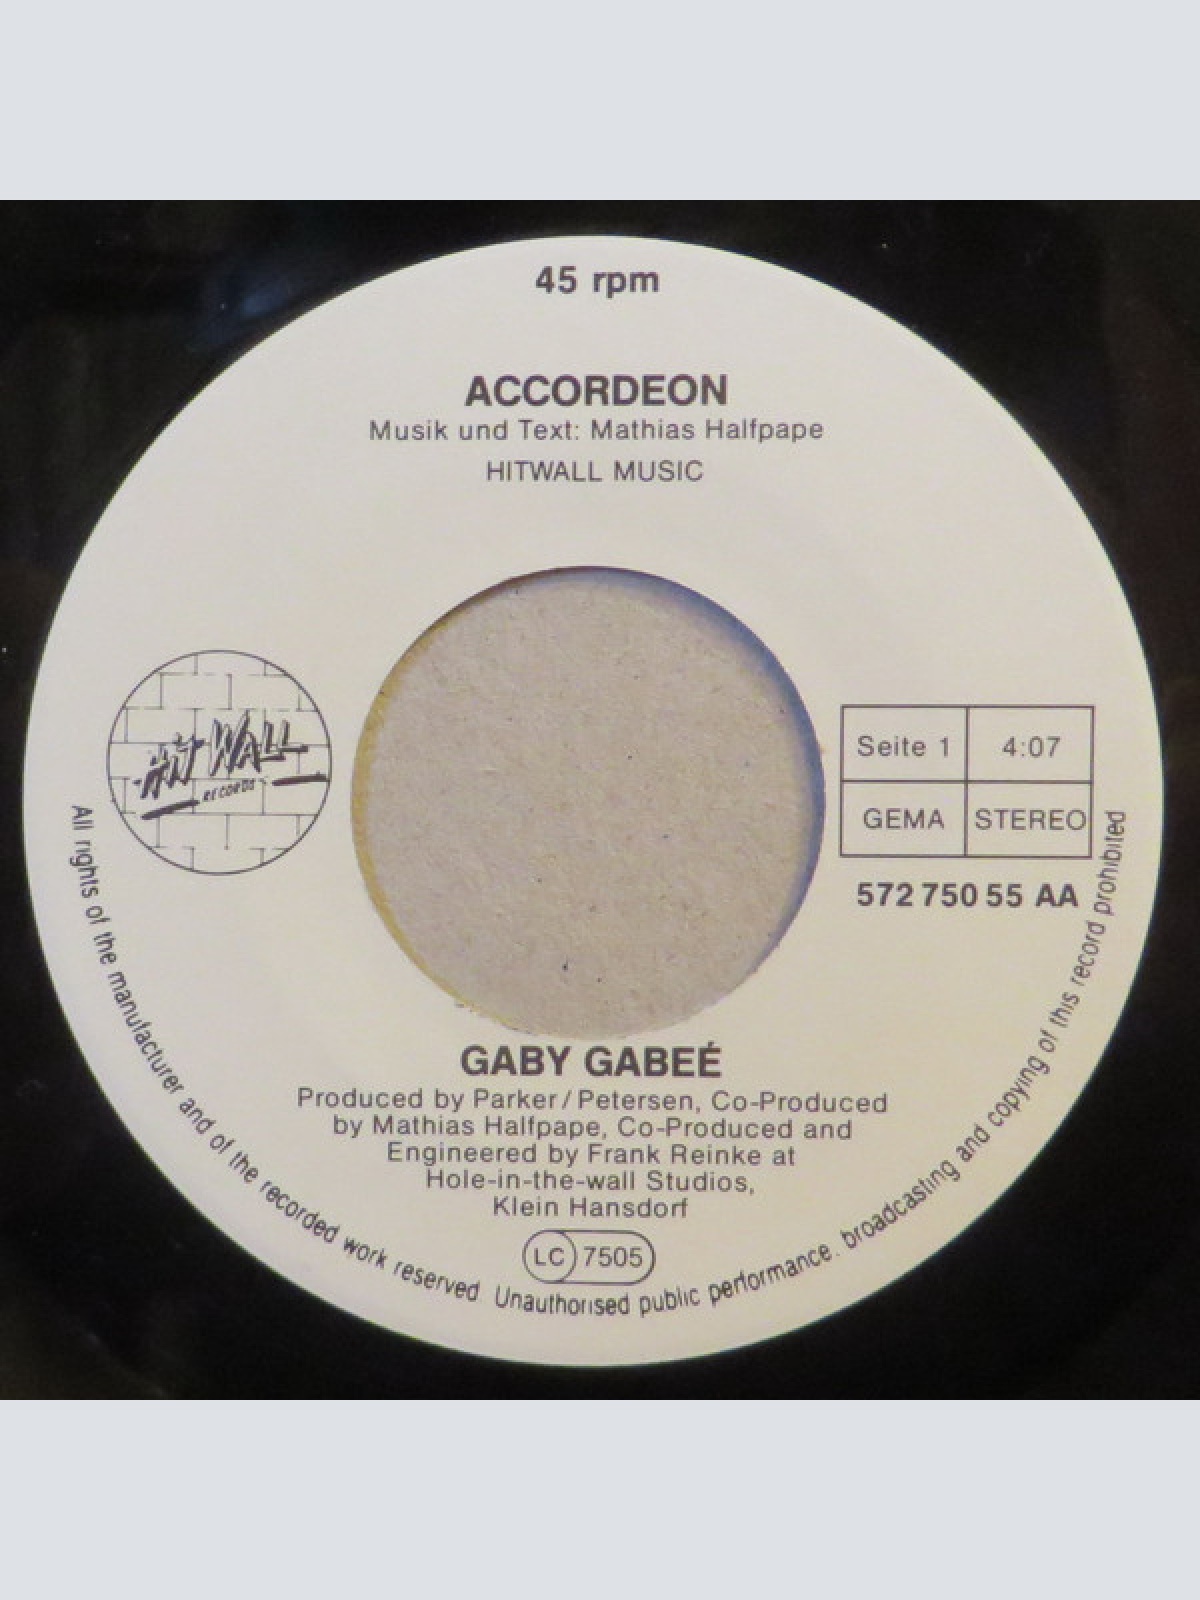 45 rpm
ACCORDEON
Musik und Text: Mathias Halfpape
HITWALL MUSIC
HIT WALL
RECORDS
Seite 1
4:07
GEMA
STEREO
572 750 55 AA
GABY GABEÉ
Produced by Parker/Petersen, Co-Produced
by Mathias Halfpape, Co-Produced and
Engineered by Frank Reinke at
Hole-in-the-wall Studios,
Klein Hansdorf
LC 7505
All rights of the manufacturer and of the recorded work reserved. Unauthorised public performance. broadcasting and copying of this record prohibited